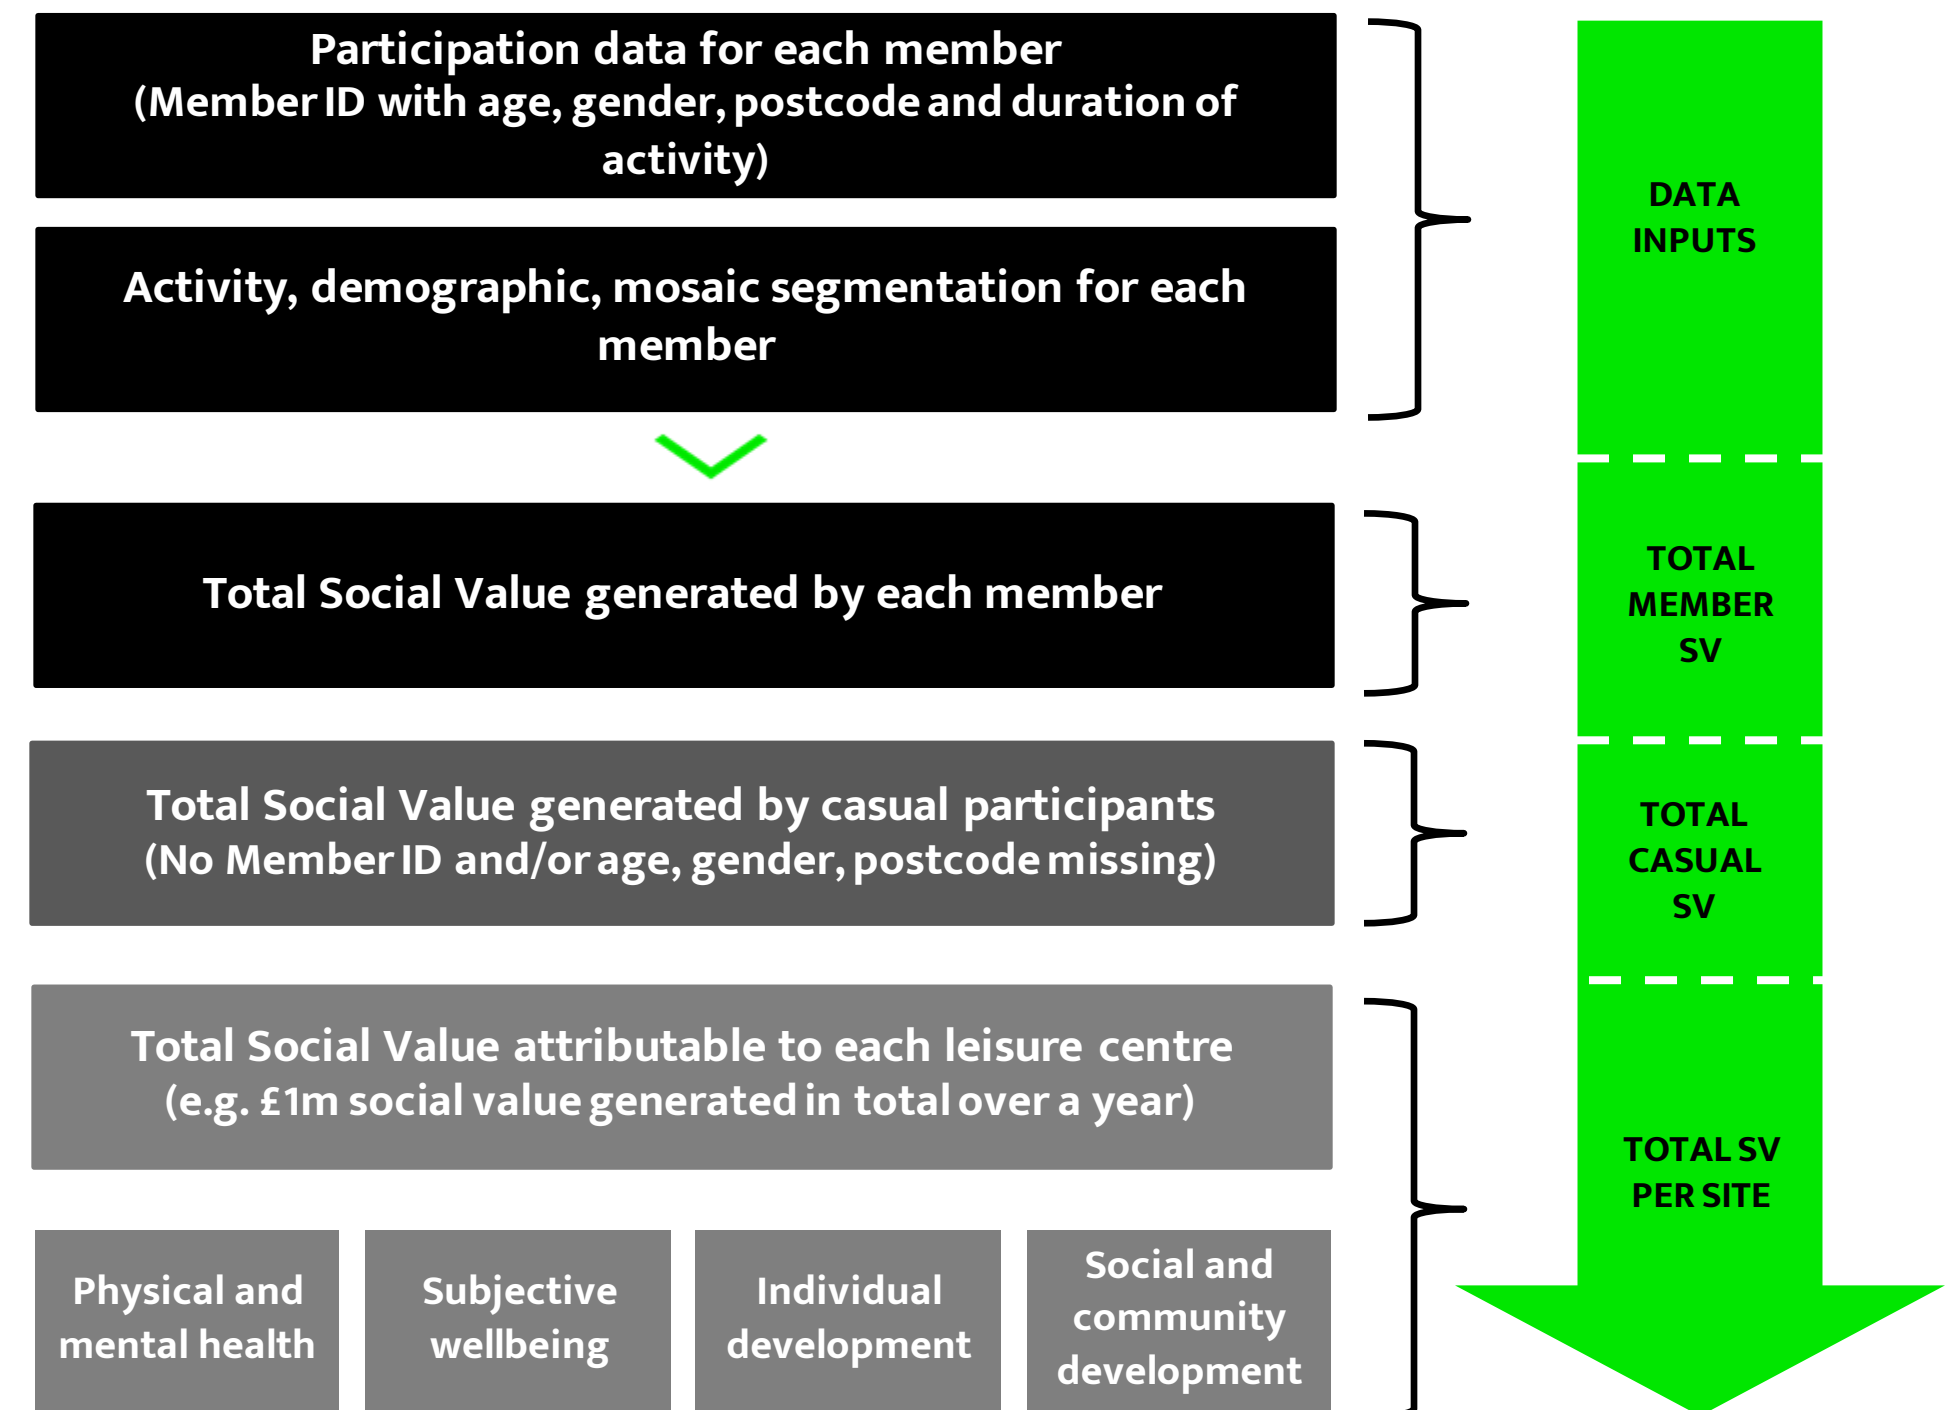 Participation data for each member
(Member ID with age, gender, postcode and duration of
activity)
DATA
INPUTS
Activity, demographic, mosaic segmentation for each
member
Total Social Value generated by each member
TOTAL
MEMBER
SV
Total Social Value generated by casual participants
(No Member ID and/or age, gender, postcode missing)
TOTAL
CASUAL
SV
Total Social Value attributable to each leisure centre
(e.g. £1m social value generated in total over a year)
TOTAL SV
PER SITE
Physical and
mental health
Subjective
wellbeing
Individual
development
Social and
community
development